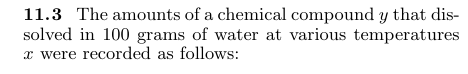 11.3 The amounts of a chemical compound y that dis-
solved in 100 grams of water at various temperatures
x were recorded as follows: